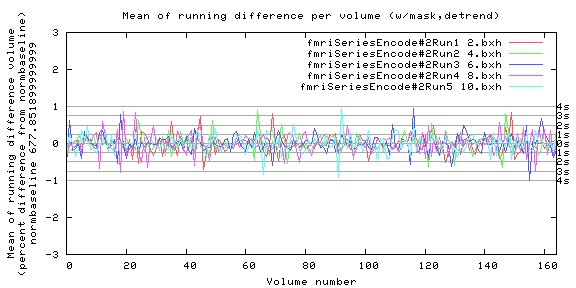 Mean of running difference per volume (w/mask,detrend)
Mean of running difference volume
(percent difference from normbaseline)
normbaseline 677.851899999999
3
2
1
0
-1
-2
-3
fmriSeriesEncode#2Run1 2.bxh
fmriSeriesEncode#2Run2 4.bxh
fmriSeriesEncode#2Run3 6.bxh
fmriSeriesEncode#2Run4 8.bxh
fmriSeriesEncode#2Run5 10.bxh
4s
3s
2s
1s
0s
1s
2s
3s
4s
0 20 40 60 80 100 120 140 160
Volume number